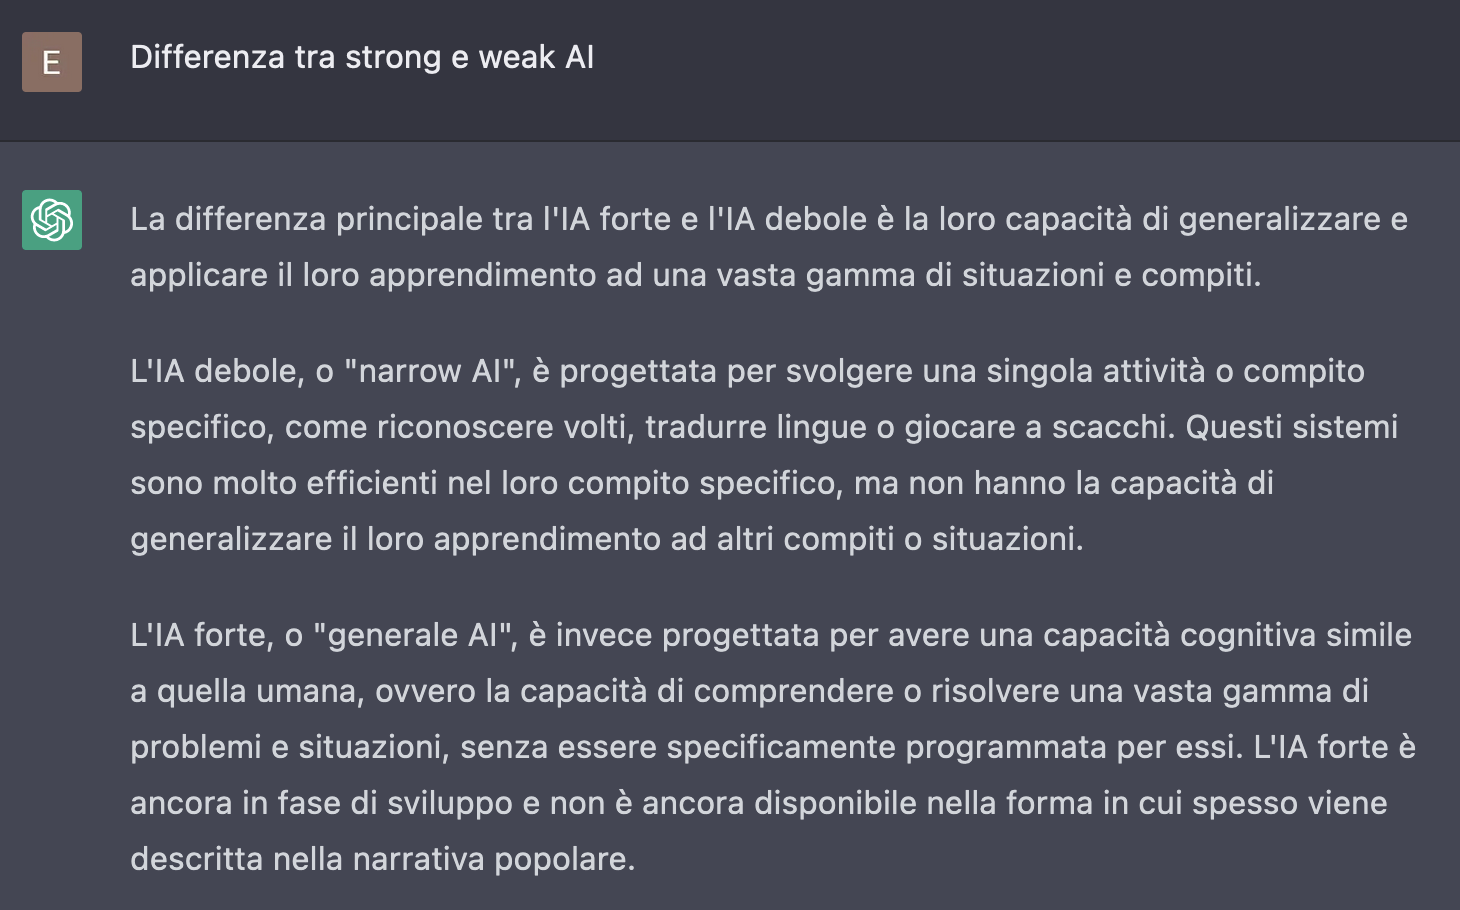 E
Differenza tra strong e weak AI
La differenza principale tra l'IA forte e l'IA debole è la loro capacità di generalizzare e
applicare il loro apprendimento ad una vasta gamma di situazioni e compiti.
L'IA debole, o "narrow AI", è progettata per svolgere una singola attività o compito
specifico, come riconoscere volti, tradurre lingue o giocare a scacchi. Questi sistemi
sono molto efficienti nel loro compito specifico, ma non hanno la capacità di
generalizzare il loro apprendimento ad altri compiti o situazioni.
L'IA forte, o "generale AI", è invece progettata per avere una capacità cognitiva simile
a quella umana, ovvero la capacità di comprendere o risolvere una vasta gamma di
problemi e situazioni, senza essere specificamente programmata per essi. L'IA forte è
ancora in fase di sviluppo e non è ancora disponibile nella forma in cui spesso viene
descritta nella narrativa popolare.